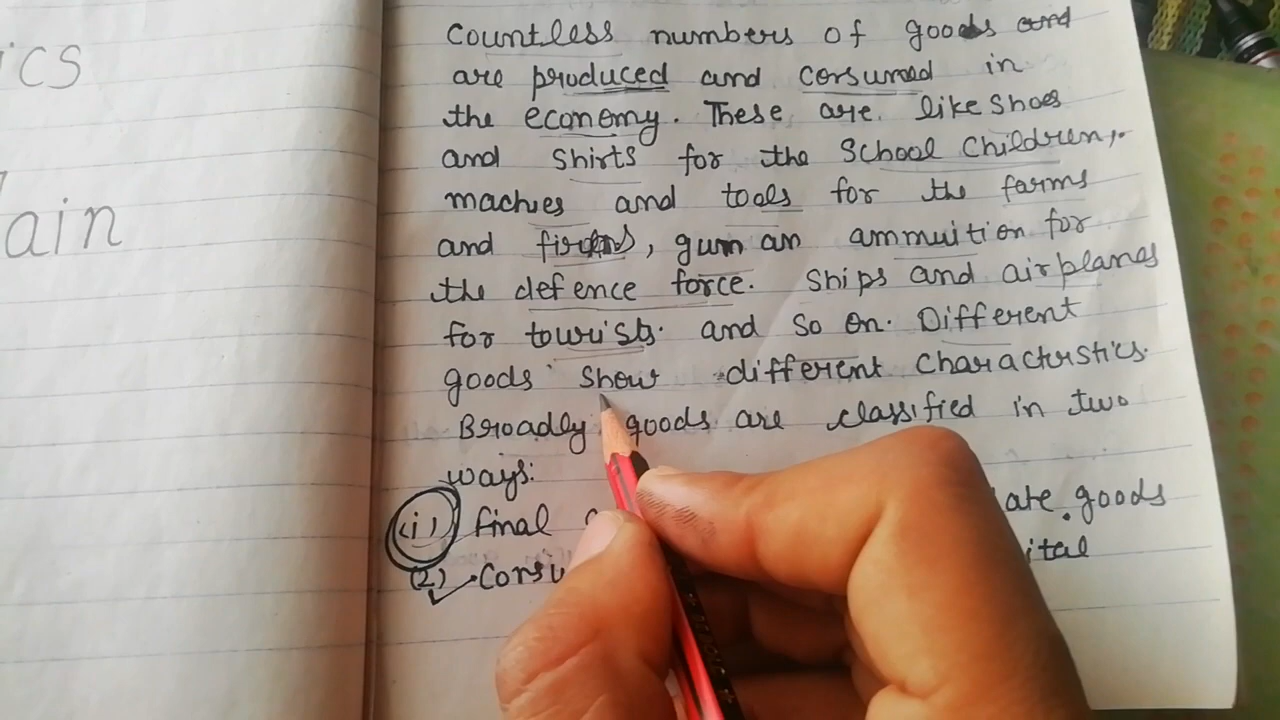 ics
ain
countless numbers of goods and
are produced and corsumed in
the economy. These are. like shoes
and shirts for the school children,
machies and tools for the farms
and , gum an ammuition for
the defence force. Ships and airplanes
for tourists. and so on. Different
goods show different characteristics.
Broadly goods are classified in two
ways:
(i) final ate goods
(2) Corsu ital